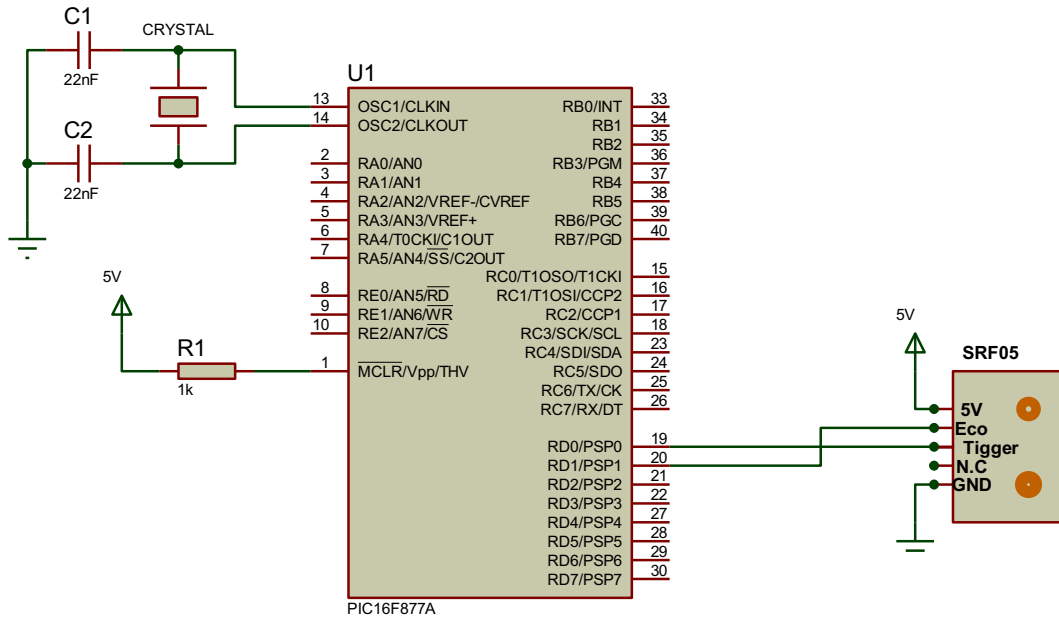 C1
CRYSTAL
22nF
C2
22nF
U1
13 OSC1/CLKIN
14 OSC2/CLKOUT
2 RA0/AN0
3 RA1/AN1
4 RA2/AN2/VREF-/CVREF
5 RA3/AN3/VREF+
6 RA4/T0CKI/C1OUT
7 RA5/AN4/SS/C2OUT
8 RE0/AN5/RD
9 RE1/AN6/WR
10 RE2/AN7/CS
1 MCLR/Vpp/THV
RB0/INT 33
RB1 34
RB2 35
RB3/PGM 36
RB4 37
RB5 38
RB6/PGC 39
RB7/PGD 40
RC0/T1OSO/T1CKI 15
RC1/T1OSI/CCP2 16
RC2/CCP1 17
RC3/SCK/SCL 18
RC4/SDI/SDA 23
RC5/SDO 24
RC6/TX/CK 25
RC7/RX/DT 26
RD0/PSP0 19
RD1/PSP1 20
RD2/PSP2 21
RD3/PSP3 22
RD4/PSP4 27
RD5/PSP5 28
RD6/PSP6 29
RD7/PSP7 30
PIC16F877A
5V
R1
1k
5V
SRF05
5V
Eco
Tigger
N.C
GND